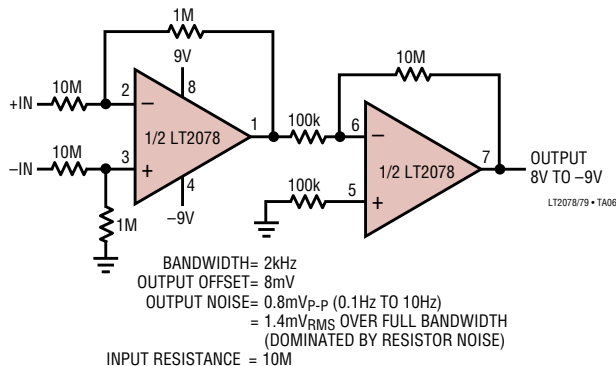 1M
9V
10M
+IN
2
8
–
1/2 LT2078
1
10M
–IN
3
+
4
–9V
1M
10M
100k
6
–
1/2 LT2078
7
OUTPUT
8V TO –9V
100k
5
+
LT2078/79 • TA06
BANDWIDTH= 2kHz
OUTPUT OFFSET= 8mV
OUTPUT NOISE= 0.8mVP-P (0.1Hz TO 10Hz)
= 1.4mVRMS OVER FULL BANDWIDTH
(DOMINATED BY RESISTOR NOISE)
INPUT RESISTANCE = 10M